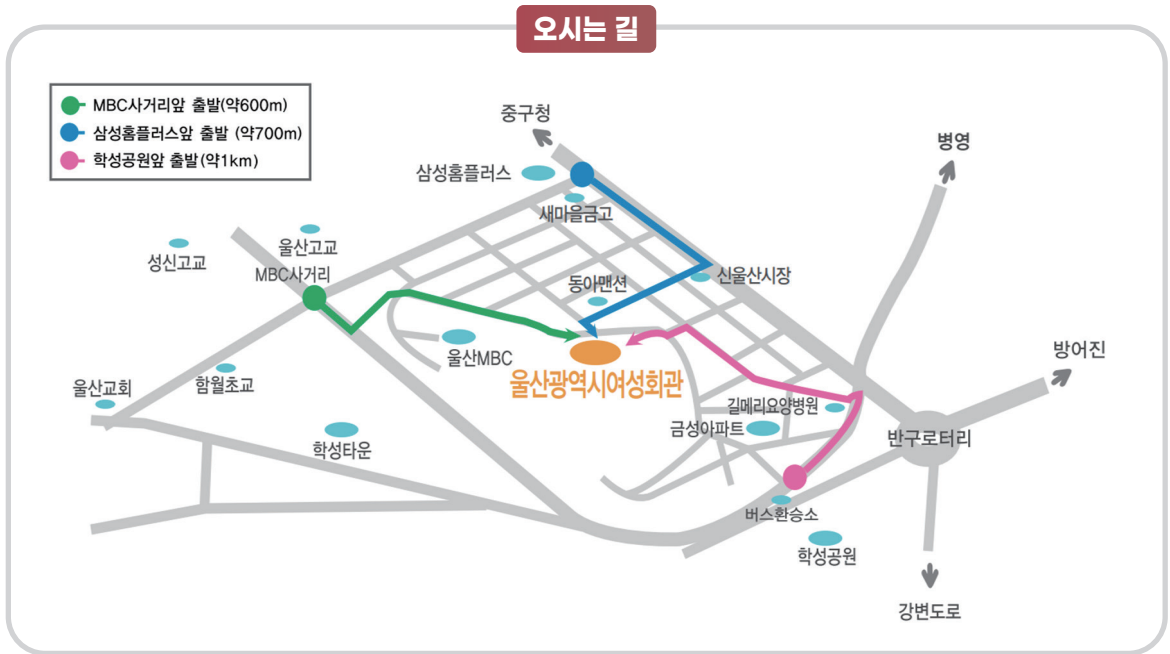 오시는 길
MBC사거리앞 출발(약600m)
삼성홈플러스앞 출발 (약700m)
학성공원앞 출발(약1km)
중구청
병영
삼성홈플러스
새마을금고
울산고교
성신고교
MBC사거리
신울산시장
동아맨션
울산MBC
방어진
울산광역시여성회관
함월초교
울산교회
길메리요양병원
금성아파트
반구로터리
학성타운
버스환승소
학성공원
강변도로